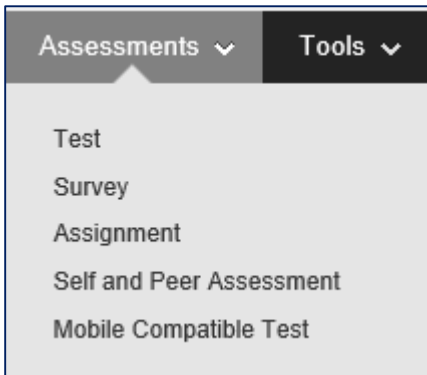 Assessments Tools
Test
Survey
Assignment
Self and Peer Assessment
Mobile Compatible Test